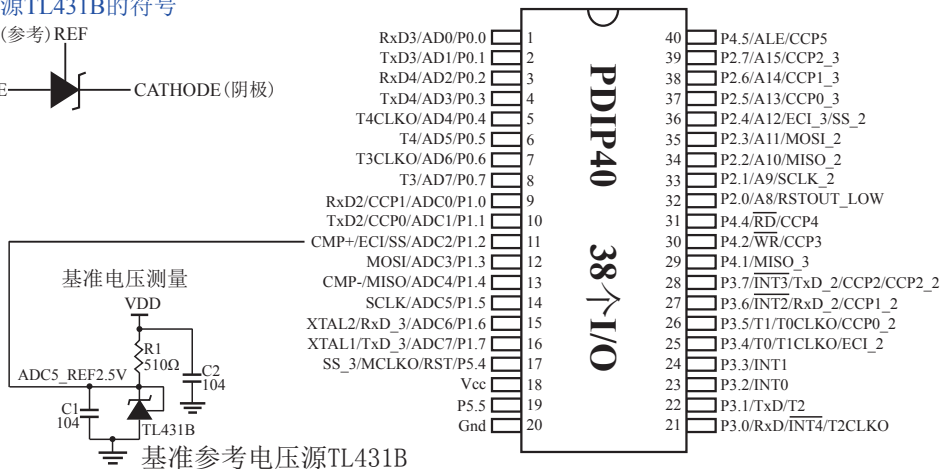 源TL431B的符号
(参考)REF
E
CATHODE(阴极)
RxD3/AD0/P0.0 1
TxD3/AD1/P0.1 2
RxD4/AD2/P0.2 3
TxD4/AD3/P0.3 4
T4CLKO/AD4/P0.4 5
T4/AD5/P0.5 6
T3CLKO/AD6/P0.6 7
T3/AD7/P0.7 8
RxD2/CCP1/ADC0/P1.0 9
TxD2/CCP0/ADC1/P1.1 10
CMP+/ECI/SS/ADC2/P1.2 11
MOSI/ADC3/P1.3 12
CMP-/MISO/ADC4/P1.4 13
SCLK/ADC5/P1.5 14
XTAL2/RxD_3/ADC6/P1.6 15
XTAL1/TxD_3/ADC7/P1.7 16
SS_3/MCLKO/RST/P5.4 17
Vcc 18
P5.5 19
Gnd 20
PDIP40
38个I/O
40 P4.5/ALE/CCP5
39 P2.7/A15/CCP2_3
38 P2.6/A14/CCP1_3
37 P2.5/A13/CCP0_3
36 P2.4/A12/ECI_3/SS_2
35 P2.3/A11/MOSI_2
34 P2.2/A10/MISO_2
33 P2.1/A9/SCLK_2
32 P2.0/A8/RSTOUT_LOW
31 P4.4/RD/CCP4
30 P4.2/WR/CCP3
29 P4.1/MISO_3
28 P3.7/INT3/TxD_2/CCP2/CCP2_2
27 P3.6/INT2/RxD_2/CCP1_2
26 P3.5/T1/T0CLKO/CCP0_2
25 P3.4/T0/T1CLKO/ECI_2
24 P3.3/INT1
23 P3.2/INT0
22 P3.1/TxD/T2
21 P3.0/RxD/INT4/T2CLKO
基准电压测量
VDD
R1
510Ω
C2
104
ADC5_REF2.5V
C1
104
TL431B
基准参考电压源TL431B